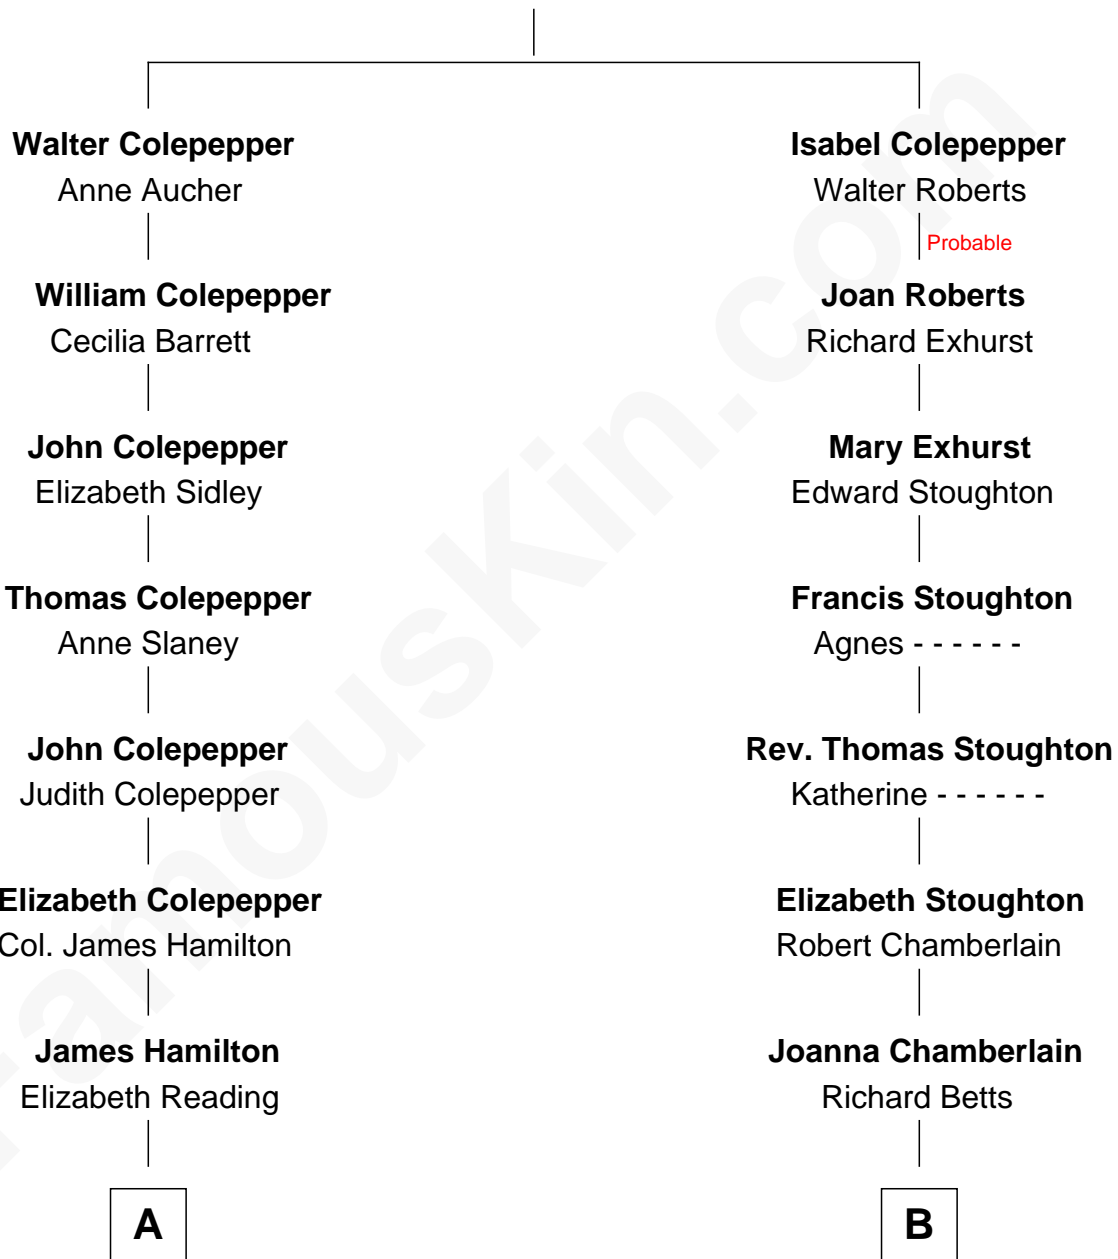 Walter Colepepper
Anne Aucher
William Colepepper
Cecilia Barrett
John Colepepper
Elizabeth Sidley
Thomas Colepepper
Anne Slaney
John Colepepper
Judith Colepepper
Elizabeth Colepepper
Col. James Hamilton
James Hamilton
Elizabeth Reading
A
Isabel Colepepper
Walter Roberts
Probable
Joan Roberts
Richard Exhurst
Mary Exhurst
Edward Stoughton
Francis Stoughton
Agnes - - - - - -
Rev. Thomas Stoughton
Katherine - - - - - -
Elizabeth Stoughton
Robert Chamberlain
Joanna Chamberlain
Richard Betts
B
FamousKin.com